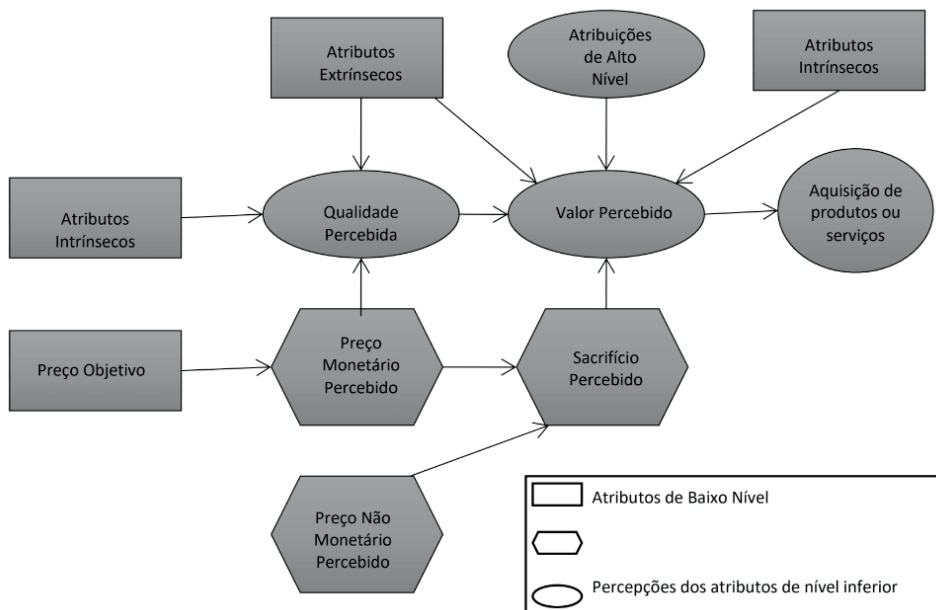 Atributos
Extrínsecos
Atribuições
de Alto
Nível
Atributos
Intrínsecos
Atributos
Intrínsecos
Qualidade
Percebida
Valor Percebido
Aquisição de
produtos ou
serviços
Preço Objetivo
Preço
Monetário
Percebido
Sacrifício
Percebido
Preço Não
Monetário
Percebido
Atributos de Baixo Nível
Percepções dos atributos de nível inferior